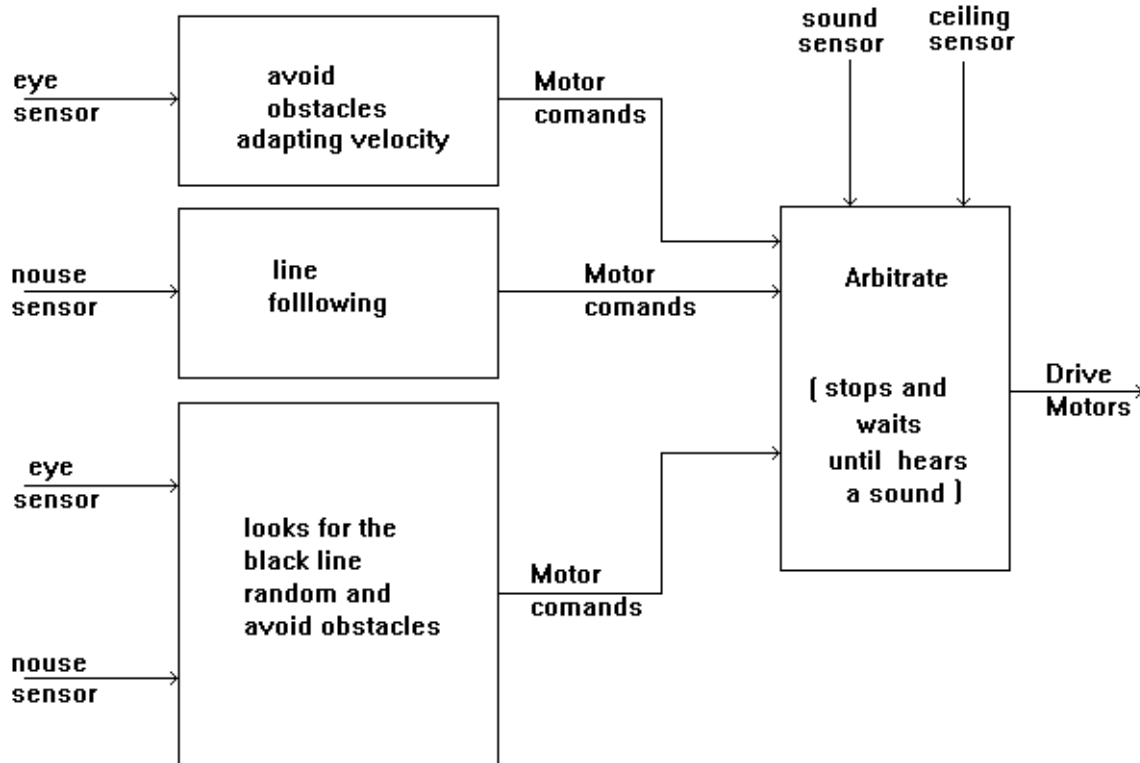 sound
sensor
ceiling
sensor
eye
sensor
avoid
obstacles
adapting velocity
Motor
comands
nouse
sensor
line
folllowing
Motor
comands
Arbitrate
( stops and
waits
until hears
a sound )
Drive
Motors
eye
sensor
nouse
sensor
looks for the
black line
random and
avoid obstacles
Motor
comands